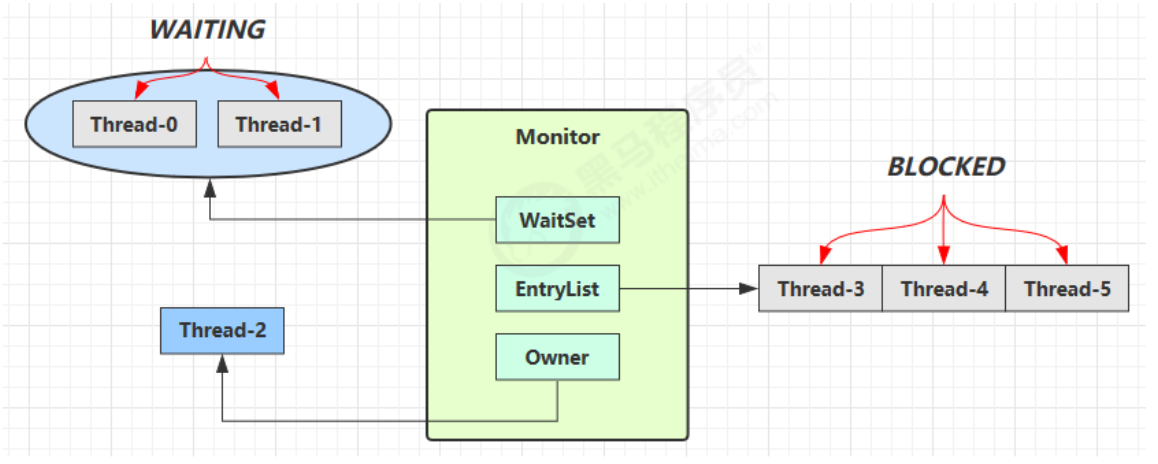 WAITING
Thread-0
Thread-1
Monitor
WaitSet
EntryList
Owner
Thread-2
BLOCKED
Thread-3
Thread-4
Thread-5
黑马程序员
www.itheima.com